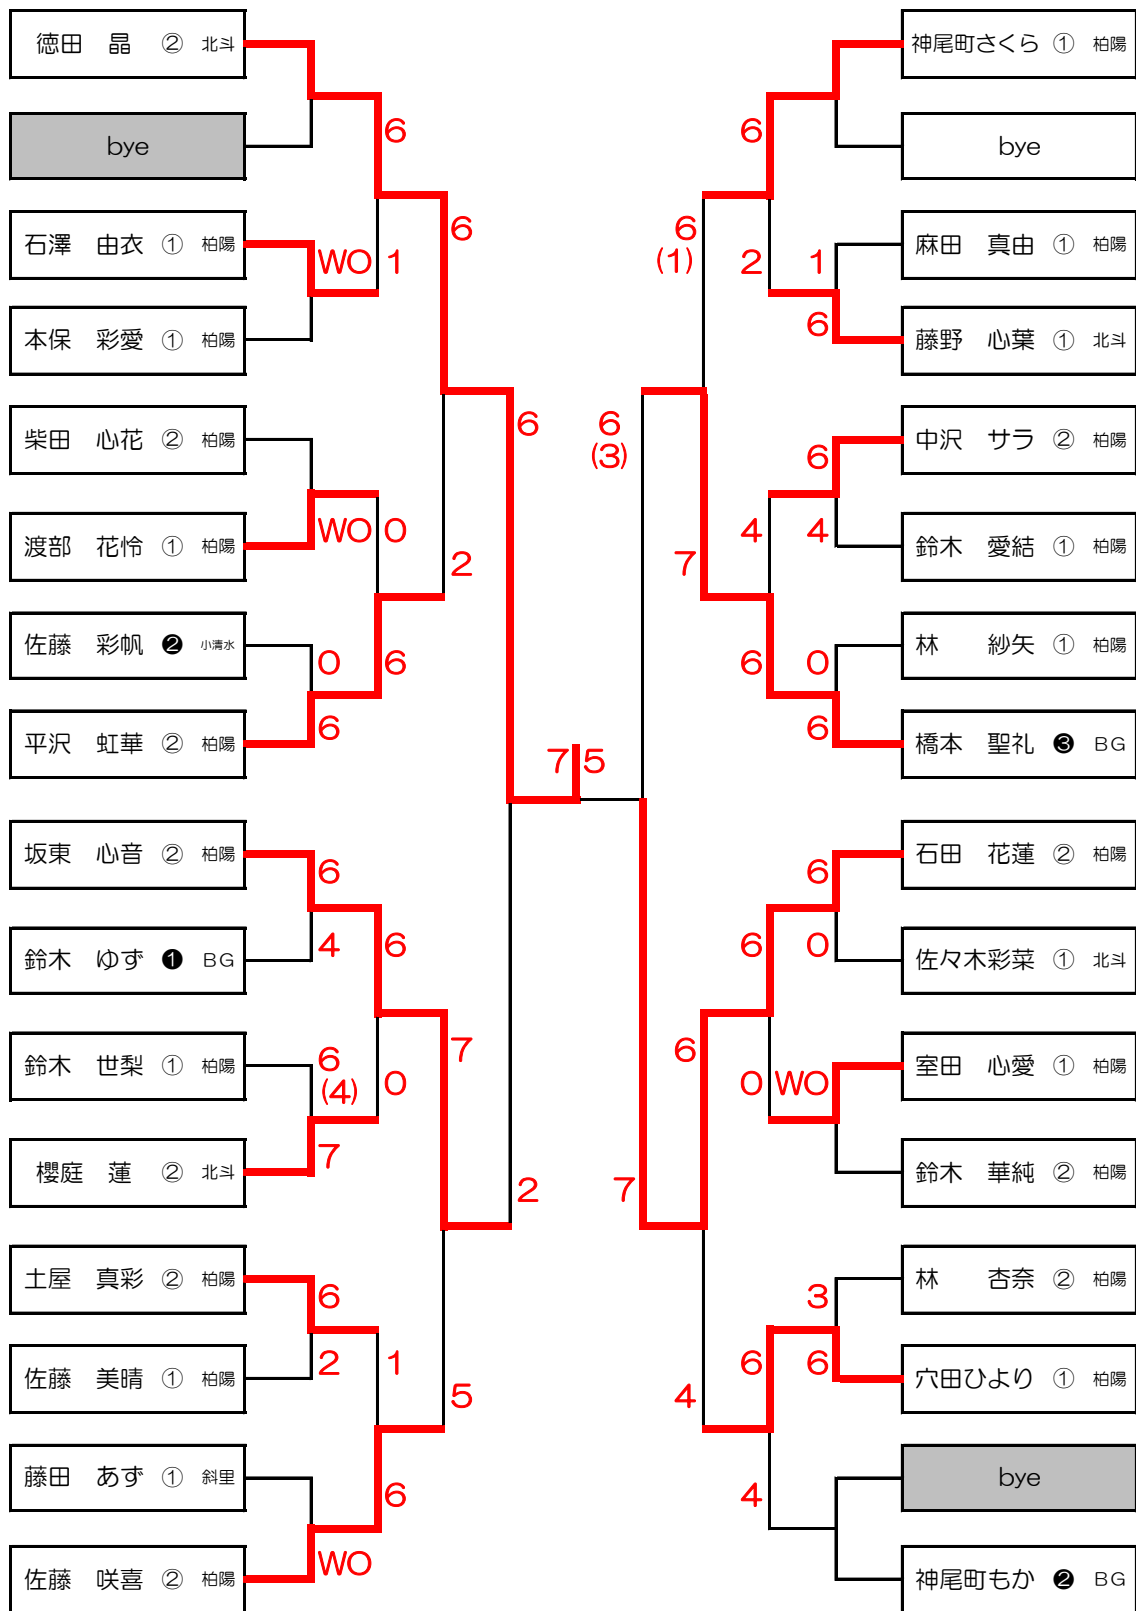 徳田 晶 ② 北斗
bye
6
石澤 由衣 ① 柏陽
WO
1
本保 彩愛 ① 柏陽
6
柴田 心花 ② 柏陽
渡部 花怜 ① 柏陽
WO
0
2
佐藤 彩帆 ❷ 小清水
0
6
平沢 虹華 ② 柏陽
6
6
坂東 心音 ② 柏陽
6
鈴木 ゆず ❶ BG
4
6
鈴木 世梨 ① 柏陽
6
(4)
0
7
櫻庭 蓮 ② 北斗
7
2
土屋 真彩 ② 柏陽
6
佐藤 美晴 ① 柏陽
2
1
5
藤田 あず ① 斜里
6
佐藤 咲喜 ② 柏陽
WO
7
5
神尾町さくら ① 柏陽
bye
6
麻田 真由 ① 柏陽
1
2
6
(1)
藤野 心葉 ① 北斗
6
中沢 サラ ② 柏陽
6
6
(3)
鈴木 愛結 ① 柏陽
4
4
7
林 紗矢 ① 柏陽
0
6
橋本 聖礼 ❸ BG
6
石田 花蓮 ② 柏陽
6
佐々木彩菜 ① 北斗
0
6
室田 心愛 ① 柏陽
WO
0
6
鈴木 華純 ② 柏陽
7
林 杏奈 ② 柏陽
3
穴田ひより ① 柏陽
6
6
4
bye
4
神尾町もか ❷ BG